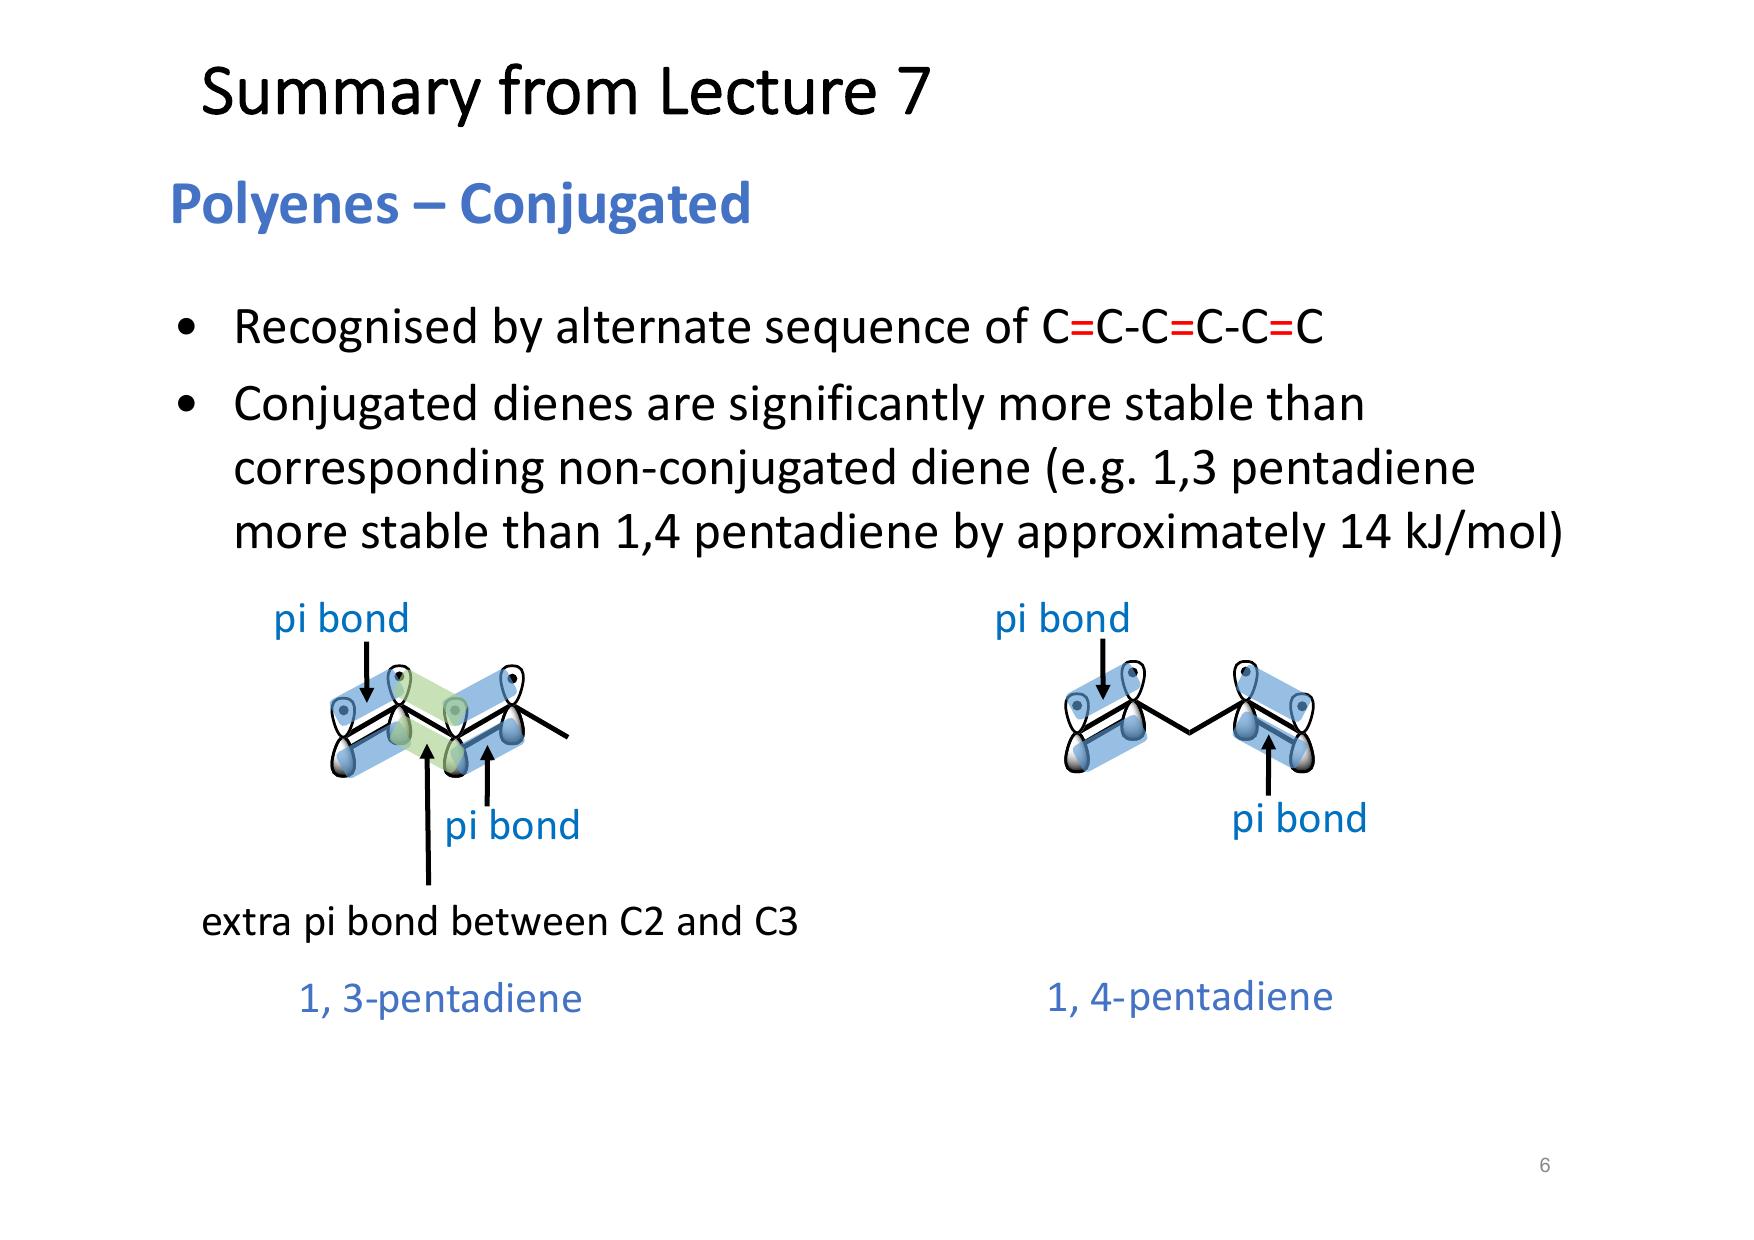 Summary from Lecture 7
Polyenes – Conjugated
• Recognised by alternate sequence of C=C-C=C-C=C
• Conjugated dienes are significantly more stable than
corresponding non-conjugated diene (e.g. 1,3 pentadiene
more stable than 1,4 pentadiene by approximately 14 kJ/mol)
pi bond
pi bond
pi bond
pi bond
extra pi bond between C2 and C3
1, 3-pentadiene
1, 4-pentadiene
6